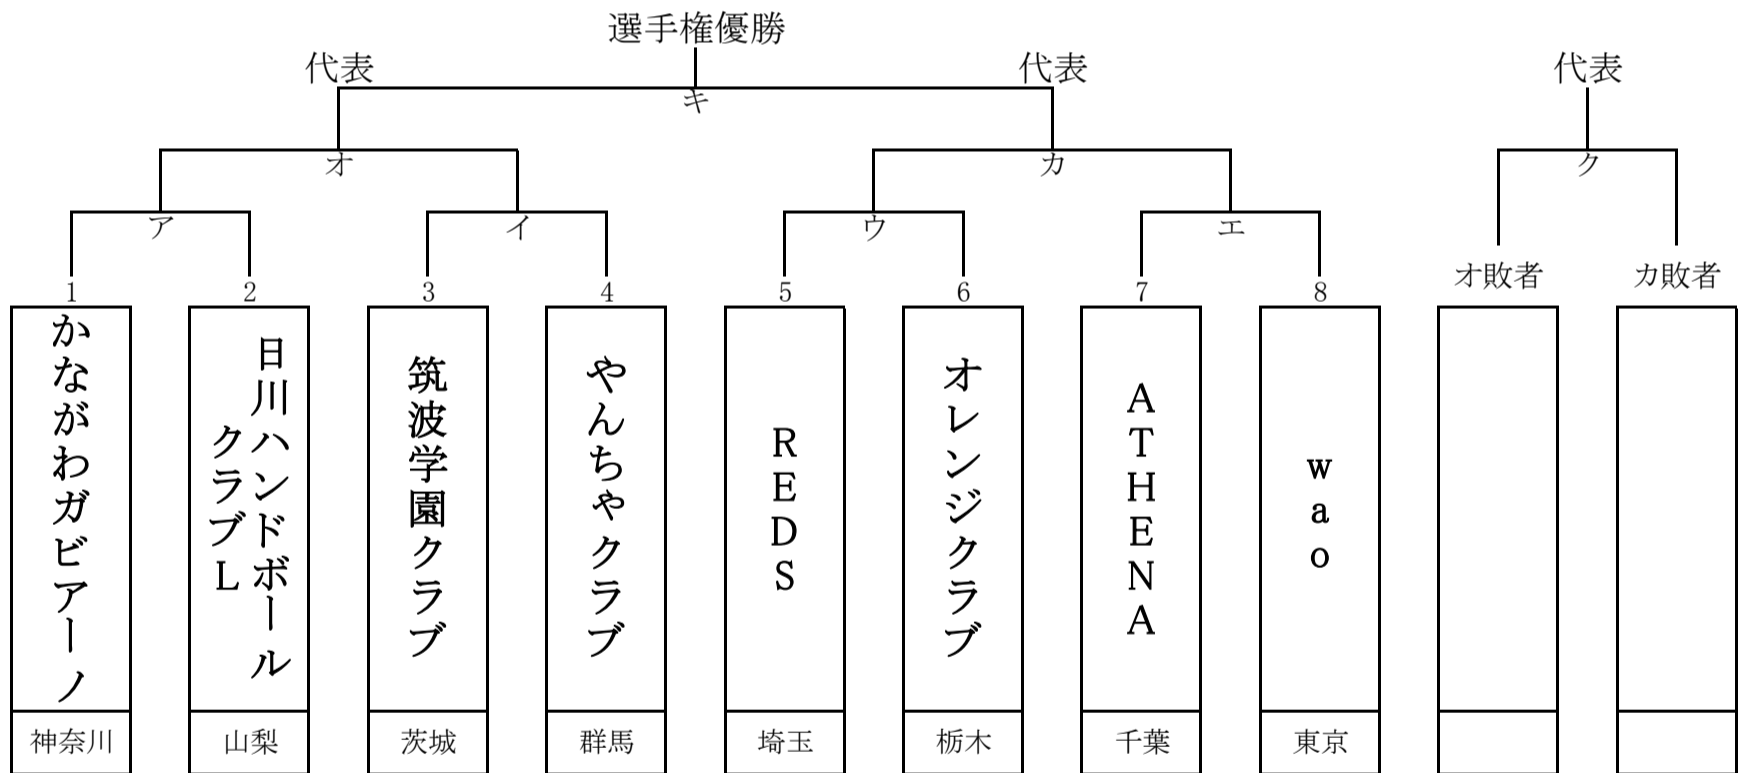 選手権優勝
代表
代表
代表
キ
オ
カ
ク
ア
イ
ウ
エ
オ敗者
カ敗者
1
2
3
4
5
6
7
8
かながわガビアーノ
日川ハンドボール
クラブL
筑波学園クラブ
やんちゃクラブ
REDS
オレンジクラブ
ATHENA
wao
神奈川
山梨
茨城
群馬
埼玉
栃木
千葉
東京